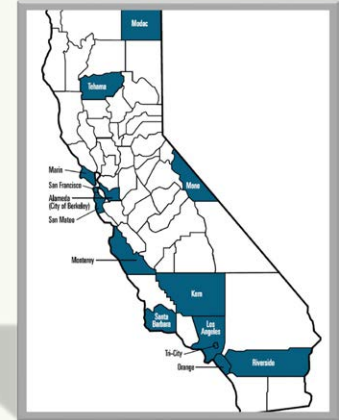 Modoc
Tehama
Marin
San Francisco
Alameda
(City of Berkeley)
San Mateo
Mono
Monterey
Kern
Santa
Barbara
Los
Angeles
Tri-City
Orange
Riverside